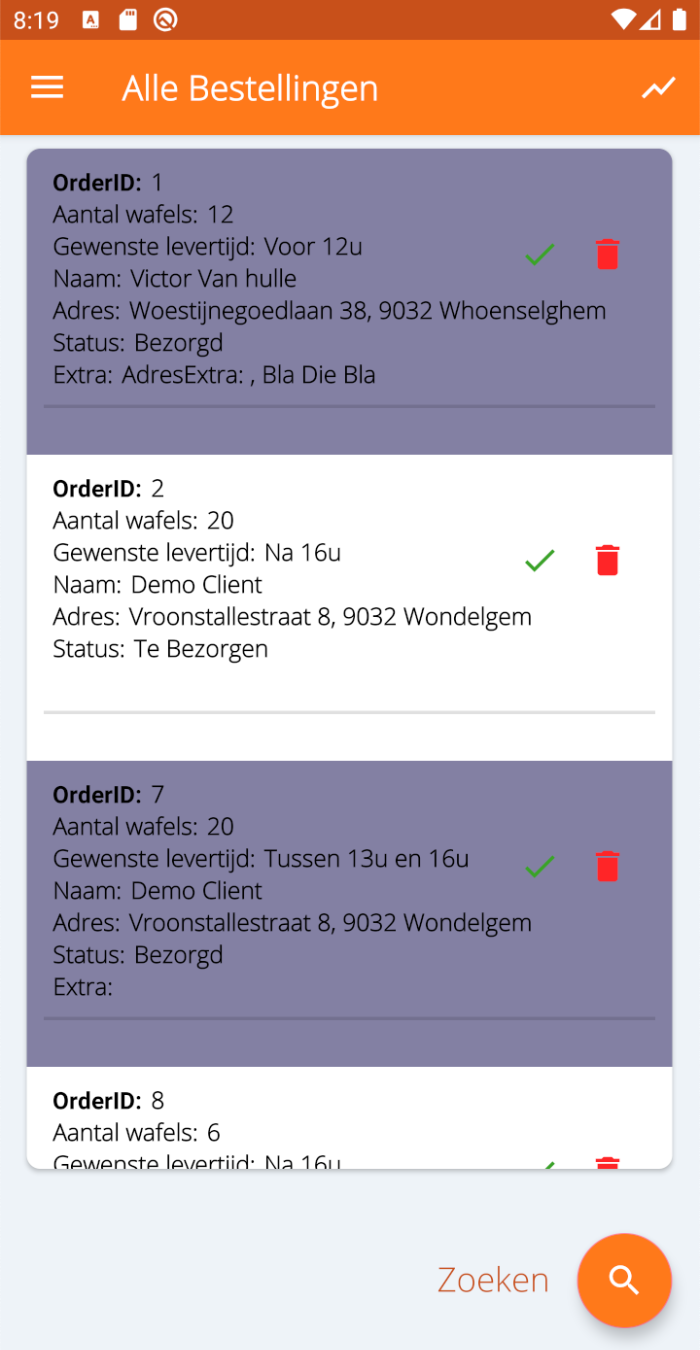 8:19
Alle Bestellingen
OrderID: 1
Aantal wafels: 12
Gewenste levertijd: Voor 12u
Naam: Victor Van hulle
Adres: Woestijnegoedlaan 38, 9032 Whoenselghem
Status: Bezorgd
Extra: AdresExtra: , Bla Die Bla
OrderID: 2
Aantal wafels: 20
Gewenste levertijd: Na 16u
Naam: Demo Client
Adres: Vroonstallestraat 8, 9032 Wondelgem
Status: Te Bezorgen
OrderID: 7
Aantal wafels: 20
Gewenste levertijd: Tussen 13u en 16u
Naam: Demo Client
Adres: Vroonstallestraat 8, 9032 Wondelgem
Status: Bezorgd
Extra:
OrderID: 8
Aantal wafels: 6
Gewenste levertijd: Na 16u
Zoeken